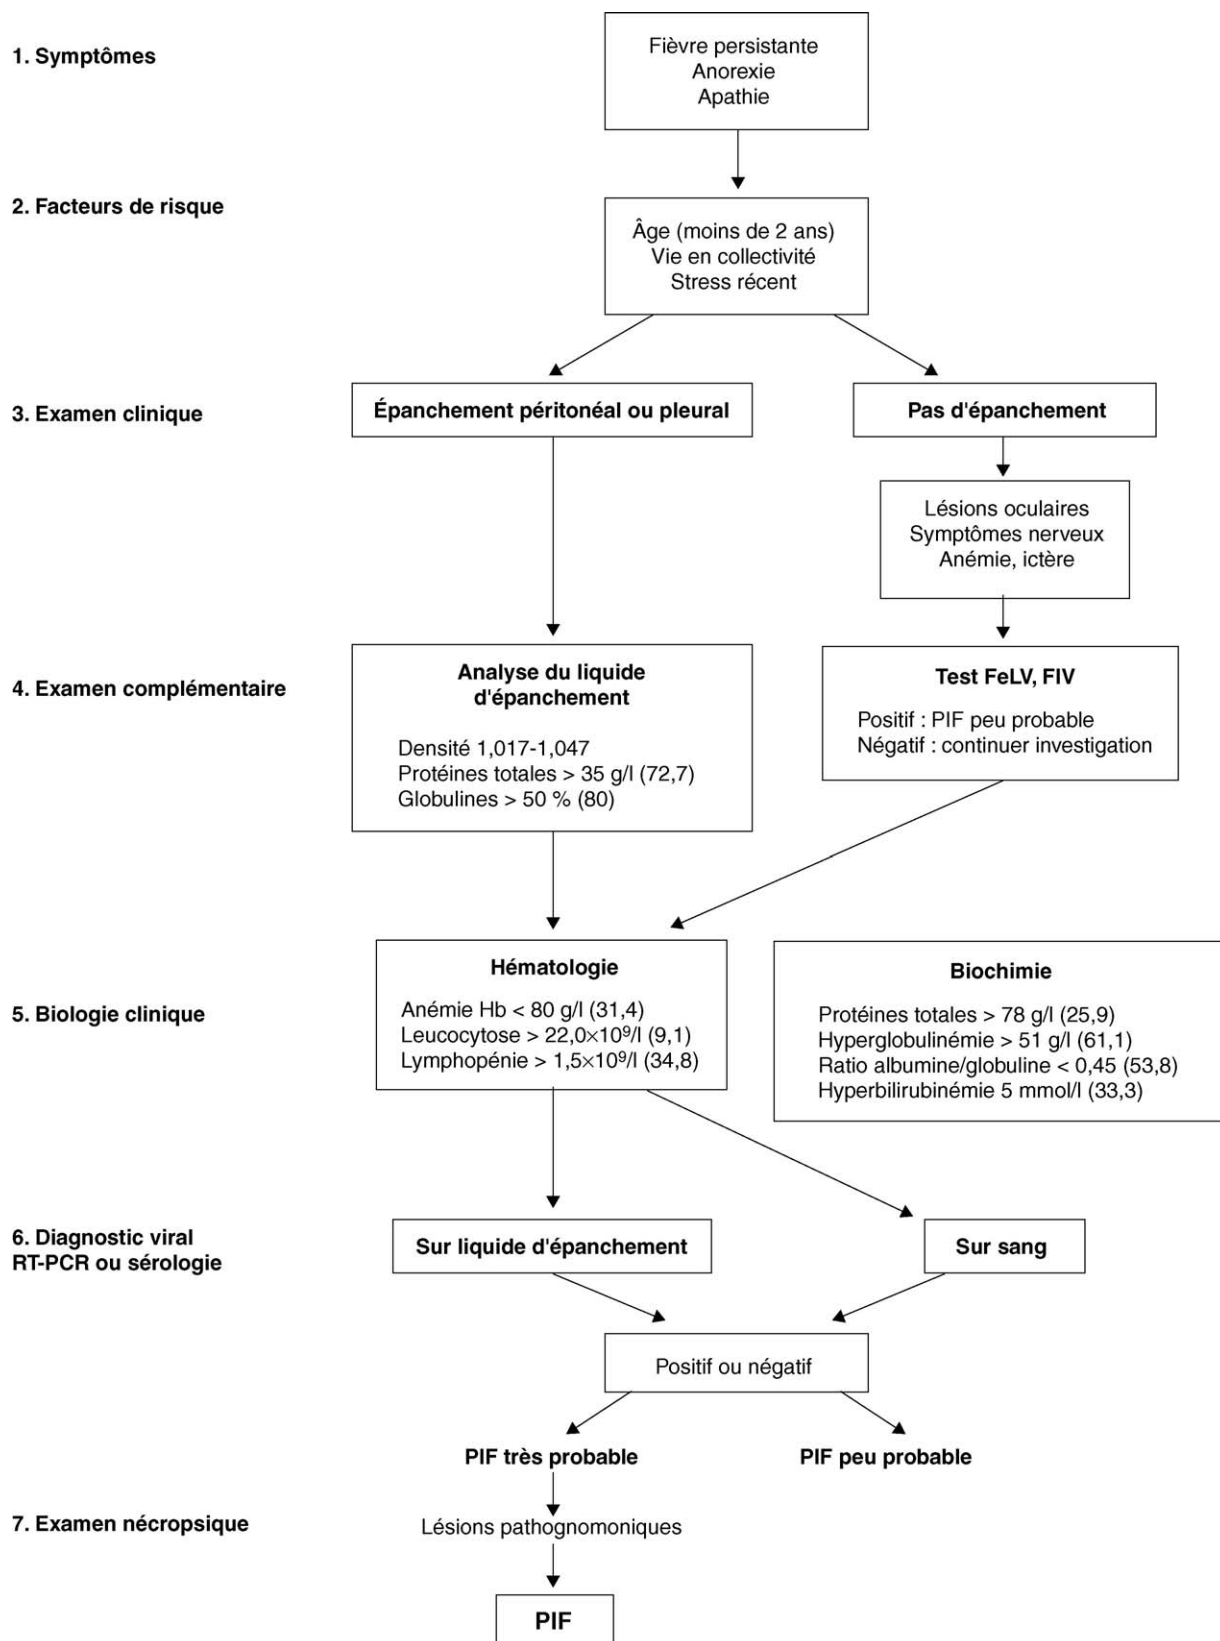 1. Symptômes
Fièvre persistante
Anorexie
Apathie
2. Facteurs de risque
Âge (moins de 2 ans)
Vie en collectivité
Stress récent
3. Examen clinique
Épanchement péritonéal ou pleural
Pas d'épanchement
Lésions oculaires
Symptômes nerveux
Anémie, ictère
4. Examen complémentaire
Analyse du liquide
d'épanchement
Densité 1,017-1,047
Protéines totales > 35 g/l (72,7)
Globulines > 50 % (80)
Test FeLV, FIV
Positif : PIF peu probable
Négatif : continuer investigation
5. Biologie clinique
Hématologie
Anémie Hb < 80 g/l (31,4)
Leucocytose > 22,0×10⁹/l (9,1)
Lymphopénie > 1,5×10⁹/l (34,8)
Biochimie
Protéines totales > 78 g/l (25,9)
Hyperglobulinémie > 51 g/l (61,1)
Ratio albumine/globuline < 0,45 (53,8)
Hyperbilirubinémie 5 mmol/l (33,3)
6. Diagnostic viral
RT-PCR ou sérologie
Sur liquide d'épanchement
Sur sang
Positif ou négatif
PIF très probable
PIF peu probable
7. Examen nécropsique
Lésions pathognomoniques
PIF